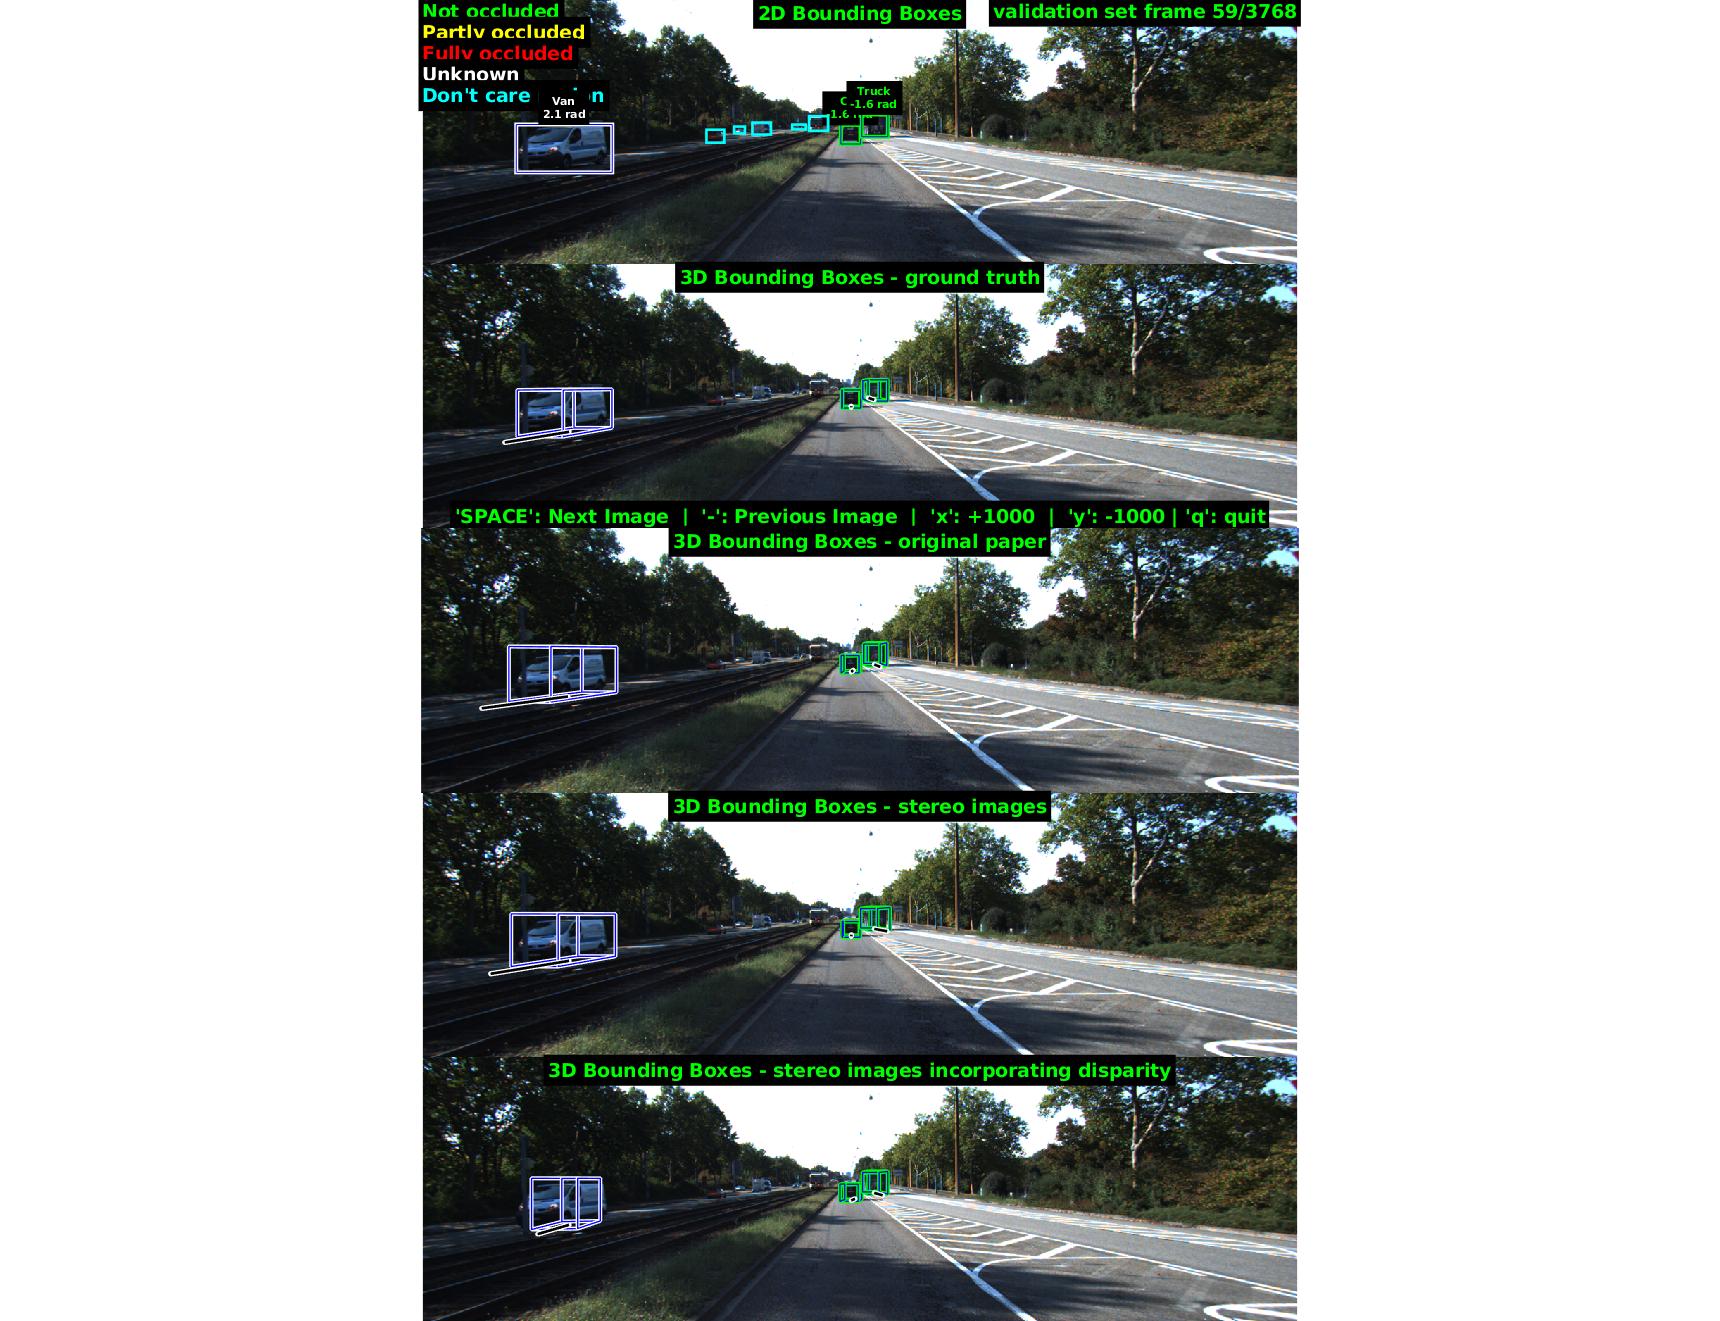 Not occluded
2D Bounding Boxes
validation set frame 59/3768
Partly occluded
Fully occluded
Unknown
Don't care
Van
2.1 rad
Truck
-1.6 rad
3D Bounding Boxes - ground truth
'SPACE': Next Image | '-': Previous Image | 'x': +1000 | 'y': -1000 | 'q': quit
3D Bounding Boxes - original paper
3D Bounding Boxes - stereo images
3D Bounding Boxes - stereo images incorporating disparity